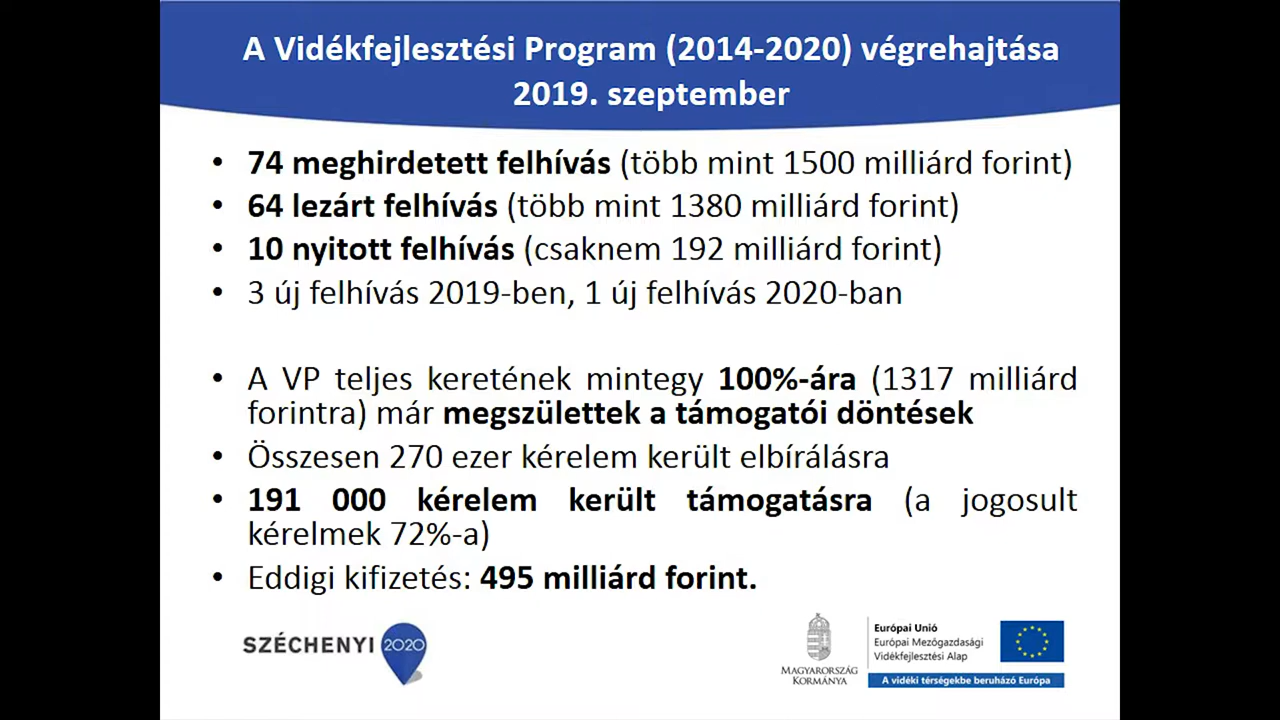 A Vidékfejlesztési Program (2014-2020) végrehajtása
2019. szeptember
• 74 meghirdetett felhívás (több mint 1500 milliárd forint)
• 64 lezárt felhívás (több mint 1380 milliárd forint)
• 10 nyitott felhívás (csaknem 192 milliárd forint)
• 3 új felhívás 2019-ben, 1 új felhívás 2020-ban
• A VP teljes keretének mintegy 100%-ára (1317 milliárd
forintra) már megszülettek a támogatói döntések
• Összesen 270 ezer kérelem került elbírálásra
• 191 000 kérelem került támogatásra (a jogosult
kérelmek 72%-a)
• Eddigi kifizetés: 495 milliárd forint.
SZÉCHENYI 2020
MAGYARORSZÁG
KORMÁNYA
Európai Unió
Európai Mezőgazdasági
Vidékfejlesztési Alap
A vidéki térségekbe beruházó Európa